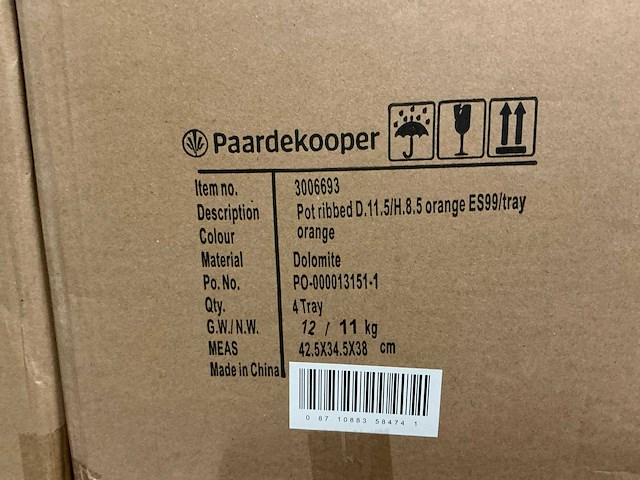 Paardekooper
Item no. 3006693
Description Pot ribbed D.11.5/H.8.5 orange ES99/tray
Colour orange
Material Dolomite
Po. No. PO-000013151-1
Qty. 4 Tray
G.W./N.W. 12 / 11 kg
MEAS 42.5X34.5X38 cm
Made in China
0 87 10883 58474 1